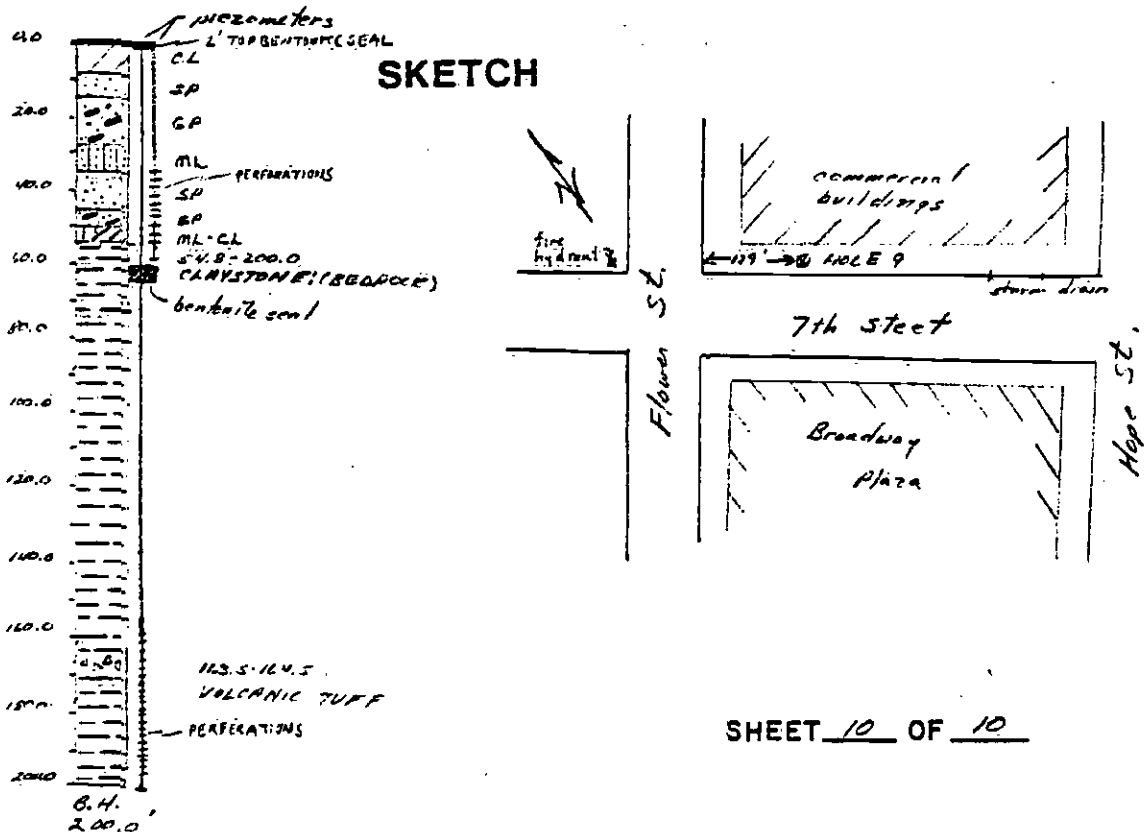 piezometers
2' TOP BENTONITE SEAL
SKETCH
0.0
20.0
40.0
60.0
80.0
100.0
120.0
140.0
160.0
180.0
200.0
CL
SP
GP
ML
PERFORATIONS
SP
GP
ML-CL
54.8-200.0
CLAYSTONE: (BEDROCK)
bentonite seal
163.5-164.5
VOLCANIC TUFF
PERFERATIONS
B.H.
200.0'
commercial
buildings
fire
hydrant
129' HOLE 9
storm drain
7th steet
Flower St.
Hope St.
Broadway
Plaza
SHEET 10 OF 10